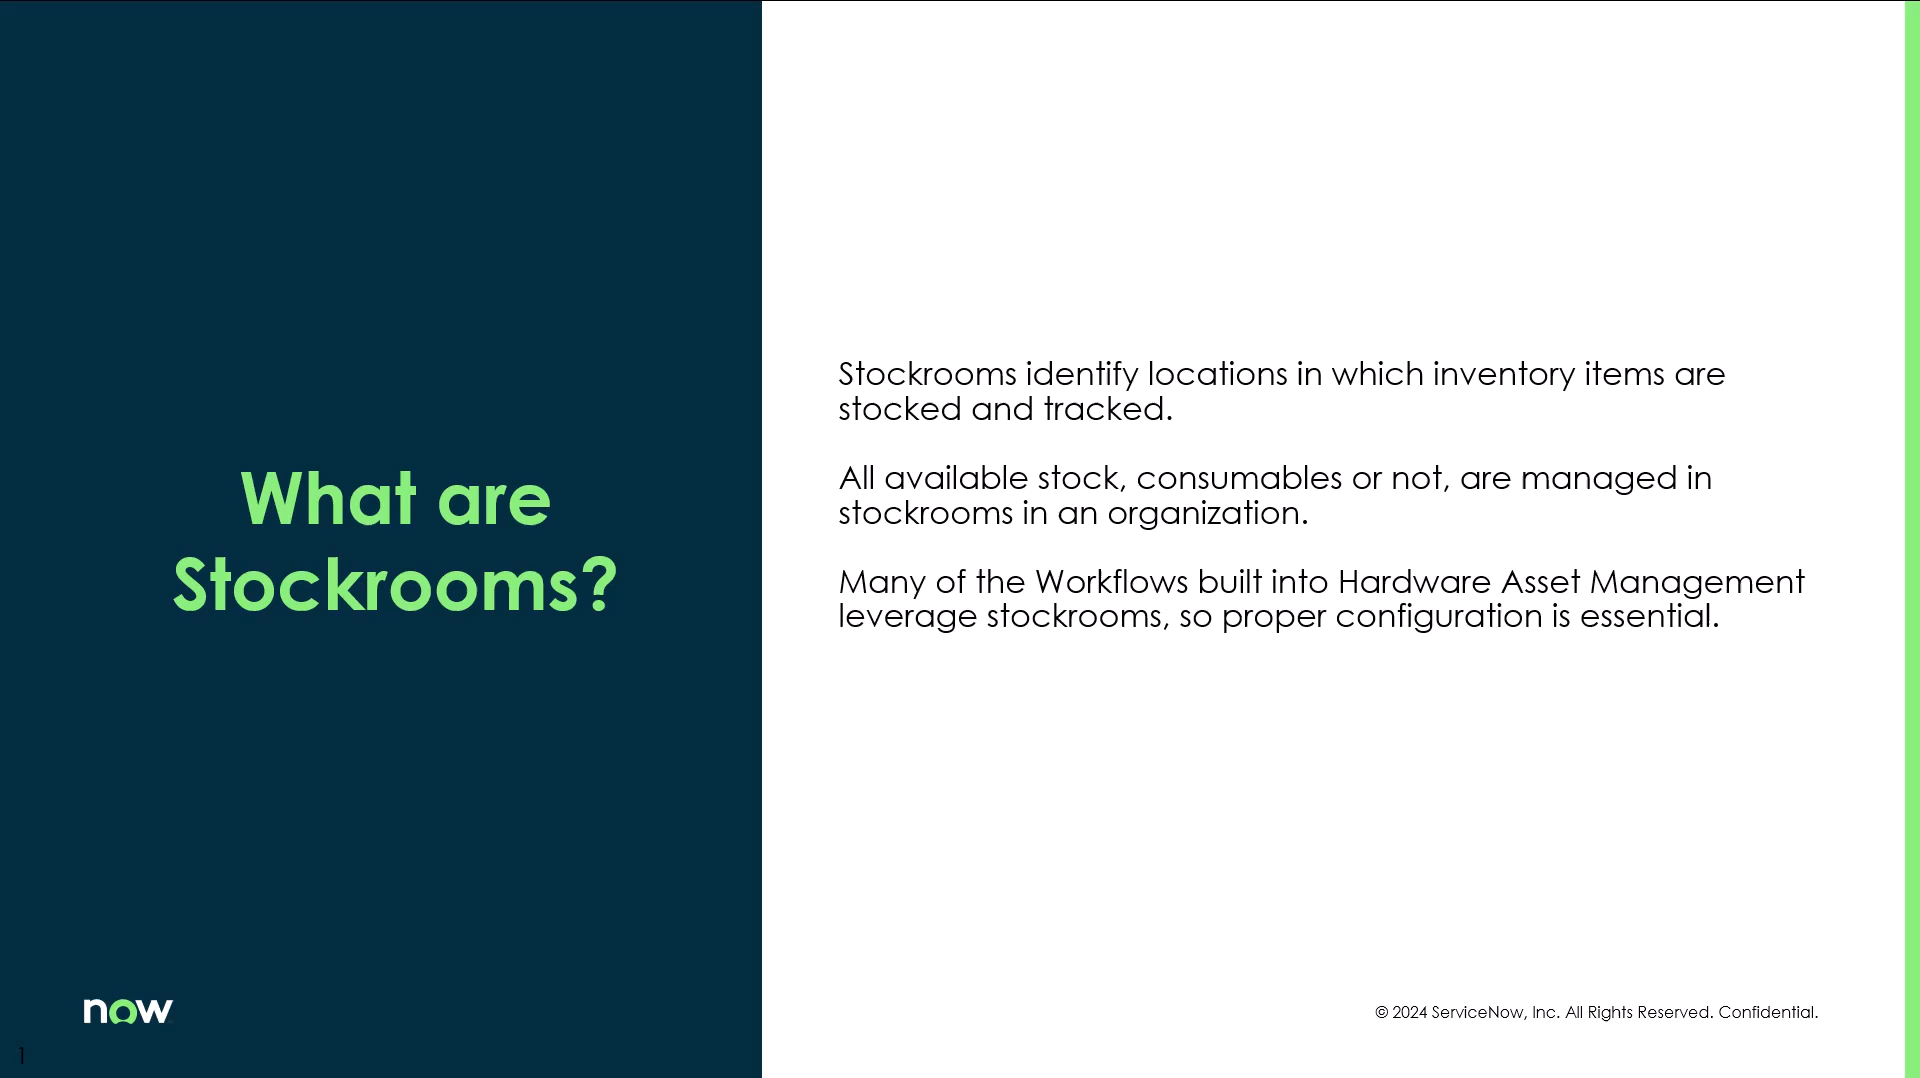 What are
Stockrooms?
Stockrooms identify locations in which inventory items are
stocked and tracked.
All available stock, consumables or not, are managed in
stockrooms in an organization.
Many of the Workflows built into Hardware Asset Management
leverage stockrooms, so proper configuration is essential.
now
© 2024 ServiceNow, Inc. All Rights Reserved. Confidential.
1